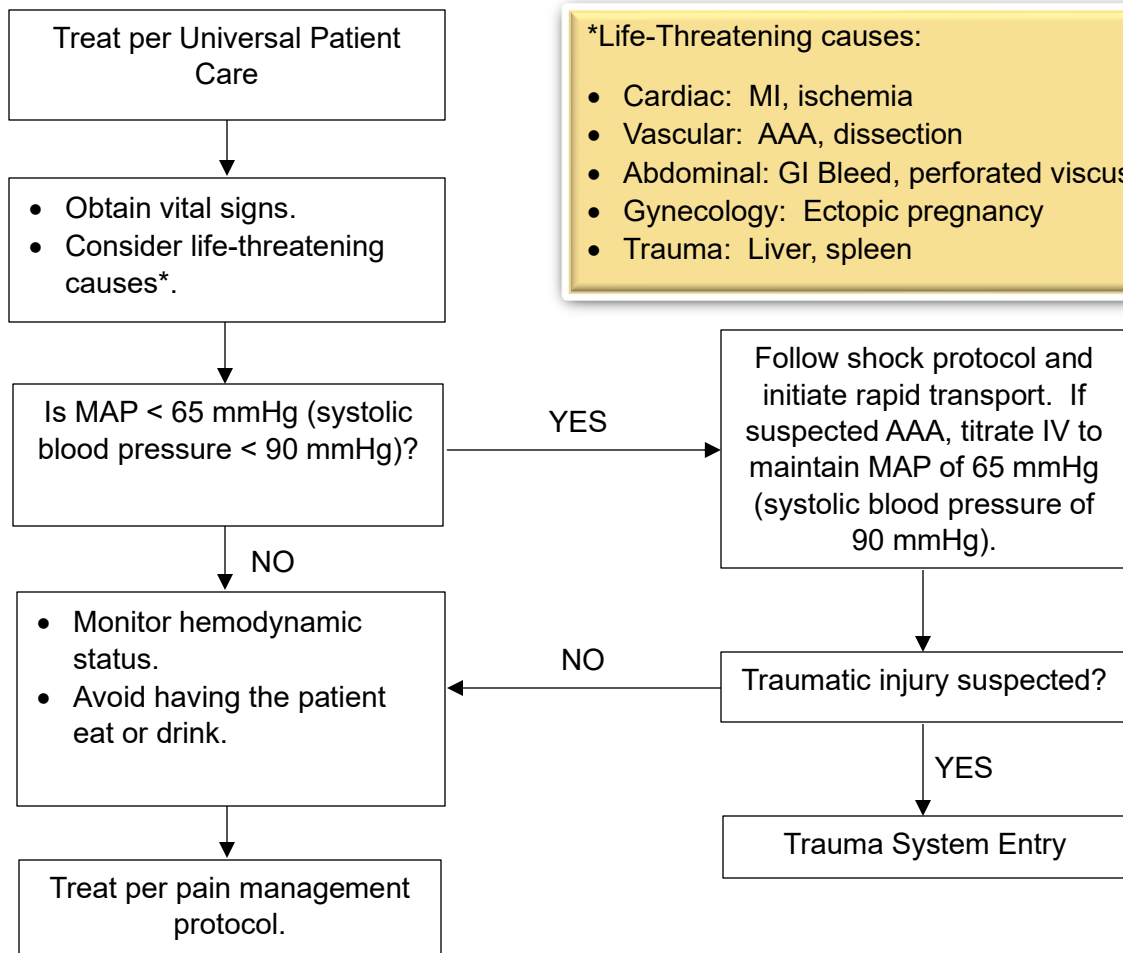 Treat per Universal Patient
Care
*Life-Threatening causes:
• Cardiac: MI, ischemia
• Vascular: AAA, dissection
• Abdominal: GI Bleed, perforated viscus
• Gynecology: Ectopic pregnancy
• Trauma: Liver, spleen
• Obtain vital signs.
• Consider life-threatening
causes*.
Is MAP < 65 mmHg (systolic
blood pressure < 90 mmHg)?
YES
Follow shock protocol and
initiate rapid transport. If
suspected AAA, titrate IV to
maintain MAP of 65 mmHg
(systolic blood pressure of
90 mmHg).
NO
• Monitor hemodynamic
status.
• Avoid having the patient
eat or drink.
NO
Traumatic injury suspected?
YES
Trauma System Entry
Treat per pain management
protocol.